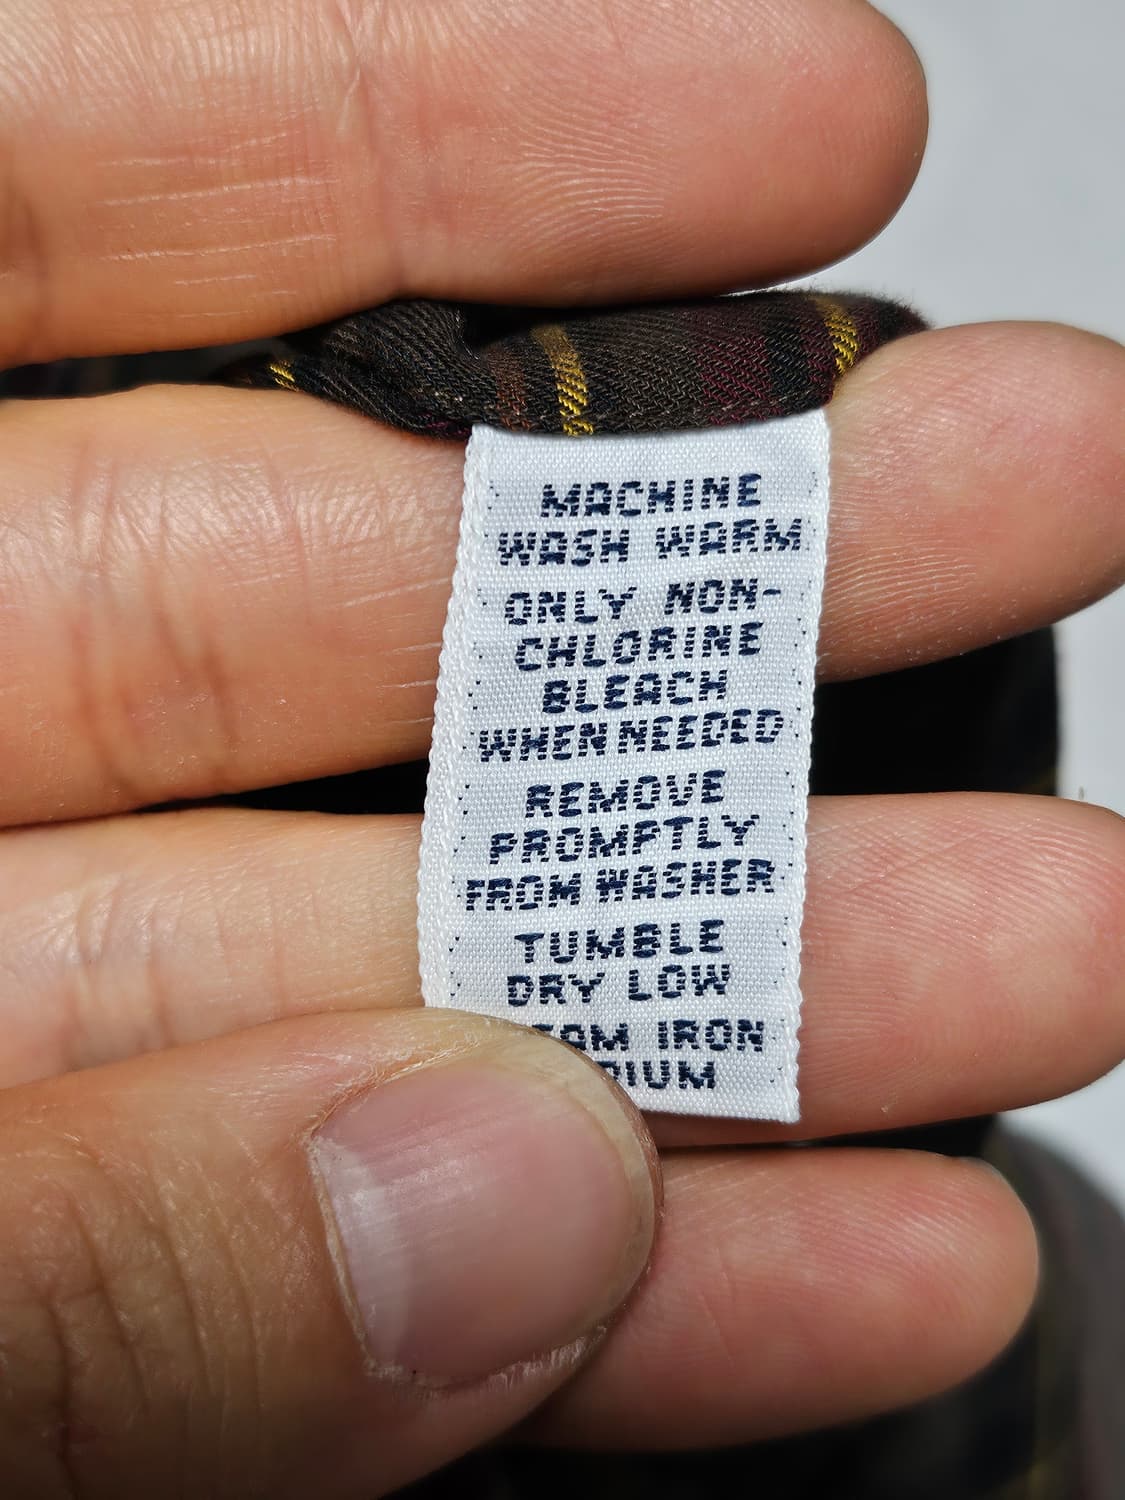 MACHINE
WASH WARM
ONLY NON-
CHLORINE
BLEACH
WHEN NEEDED
REMOVE
PROMPTLY
FROM WASHER
TUMBLE
DRY LOW
IRON